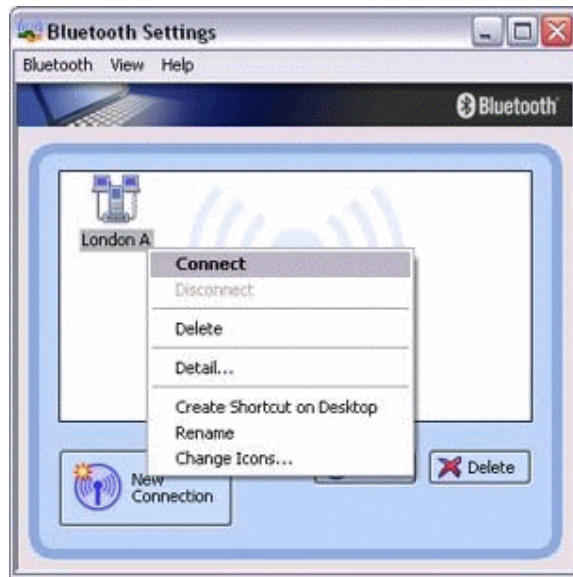 Bluetooth Settings
Bluetooth View Help
Bluetooth
London A
Connect
Disconnect
Delete
Detail...
Create Shortcut on Desktop
Rename
Change Icons...
New
Connection
Delete